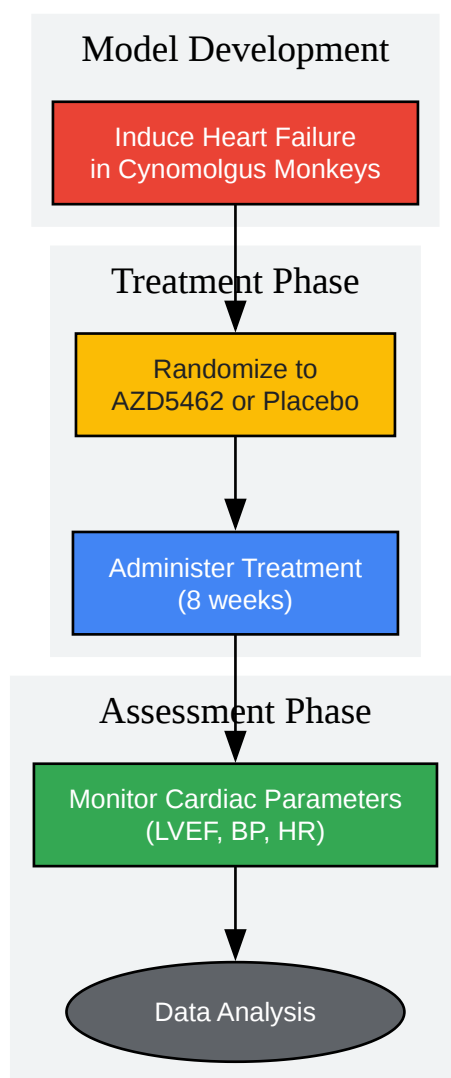 Model Development
Induce Heart Failure
in Cynomolgus Monkeys
Treatment Phase
Randomize to
AZD5462 or Placebo
Administer Treatment
(8 weeks)
Assessment Phase
Monitor Cardiac Parameters
(LVEF, BP, HR)
Data Analysis